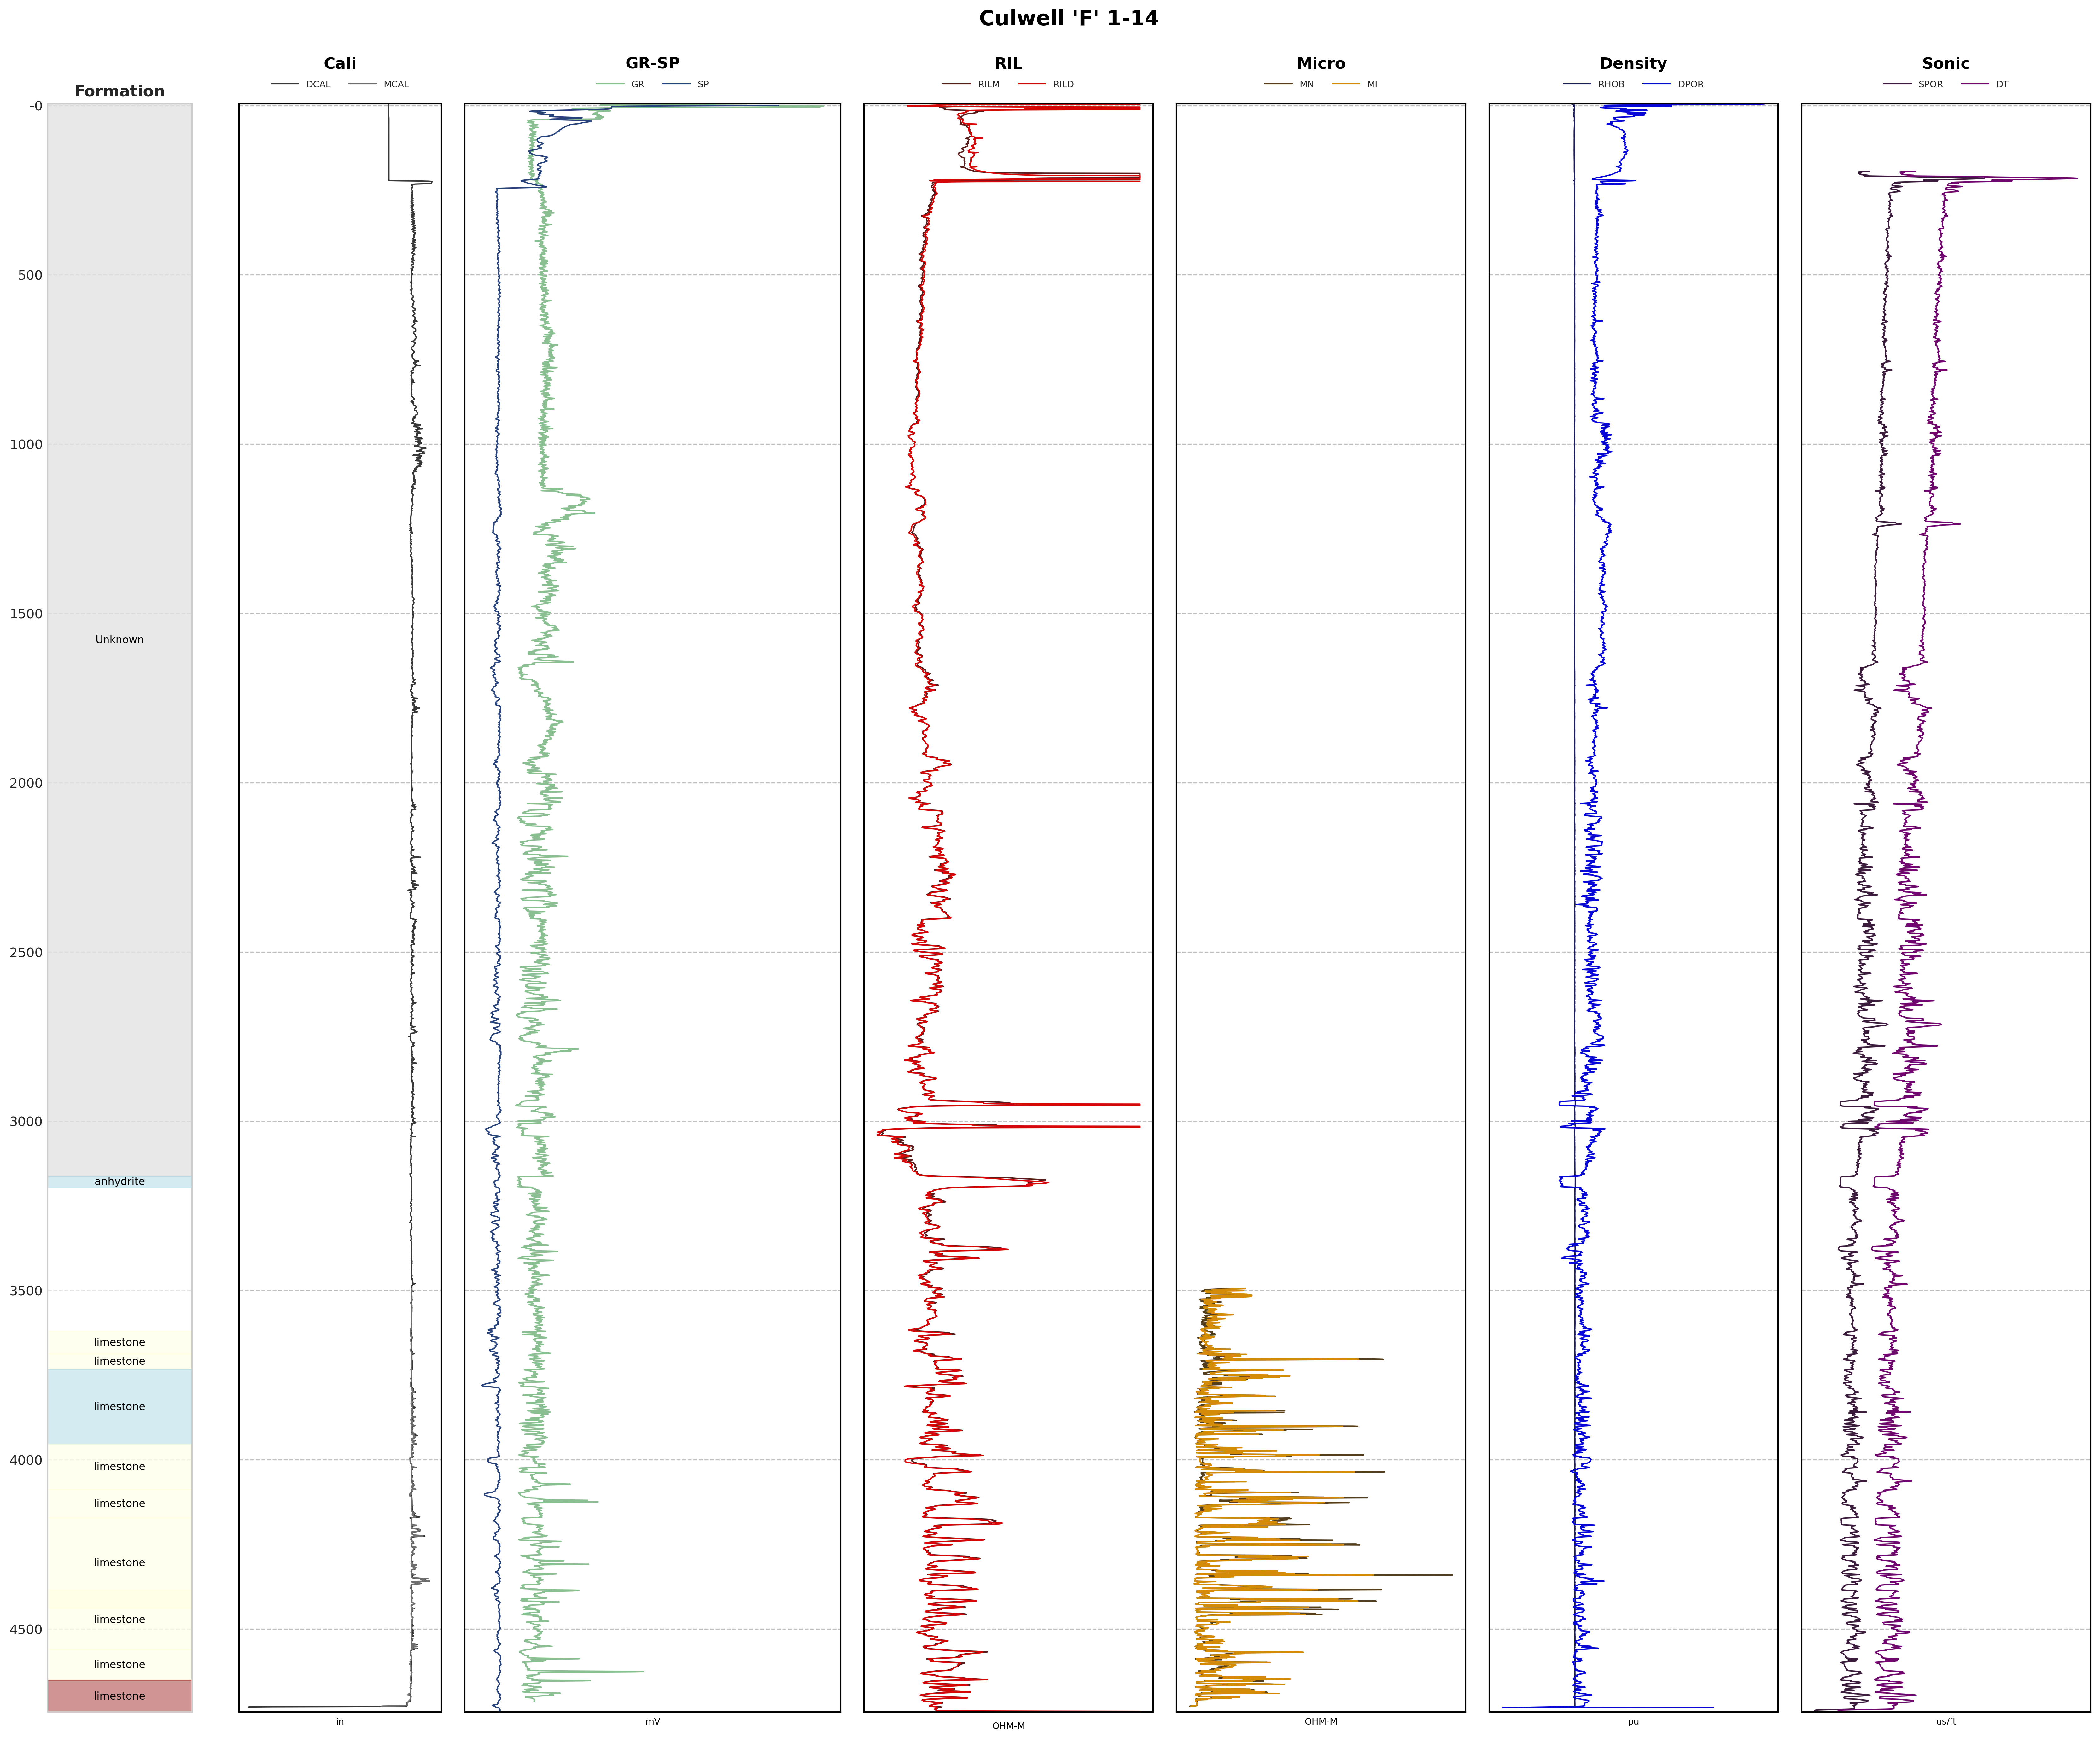 Culwell 'F' 1-14
Formation
Cali
DCAL MCAL
GR-SP
GR SP
RIL
RILM RILD
Micro
MN MI
Density
RHOB DPOR
Sonic
SPOR DT
-0
500
1000
1500
Unknown
2000
2500
3000
anhydrite
3500
limestone
limestone
limestone
4000
limestone
limestone
limestone
limestone
4500
limestone
limestone
in
mV
OHM-M
OHM-M
pu
us/ft